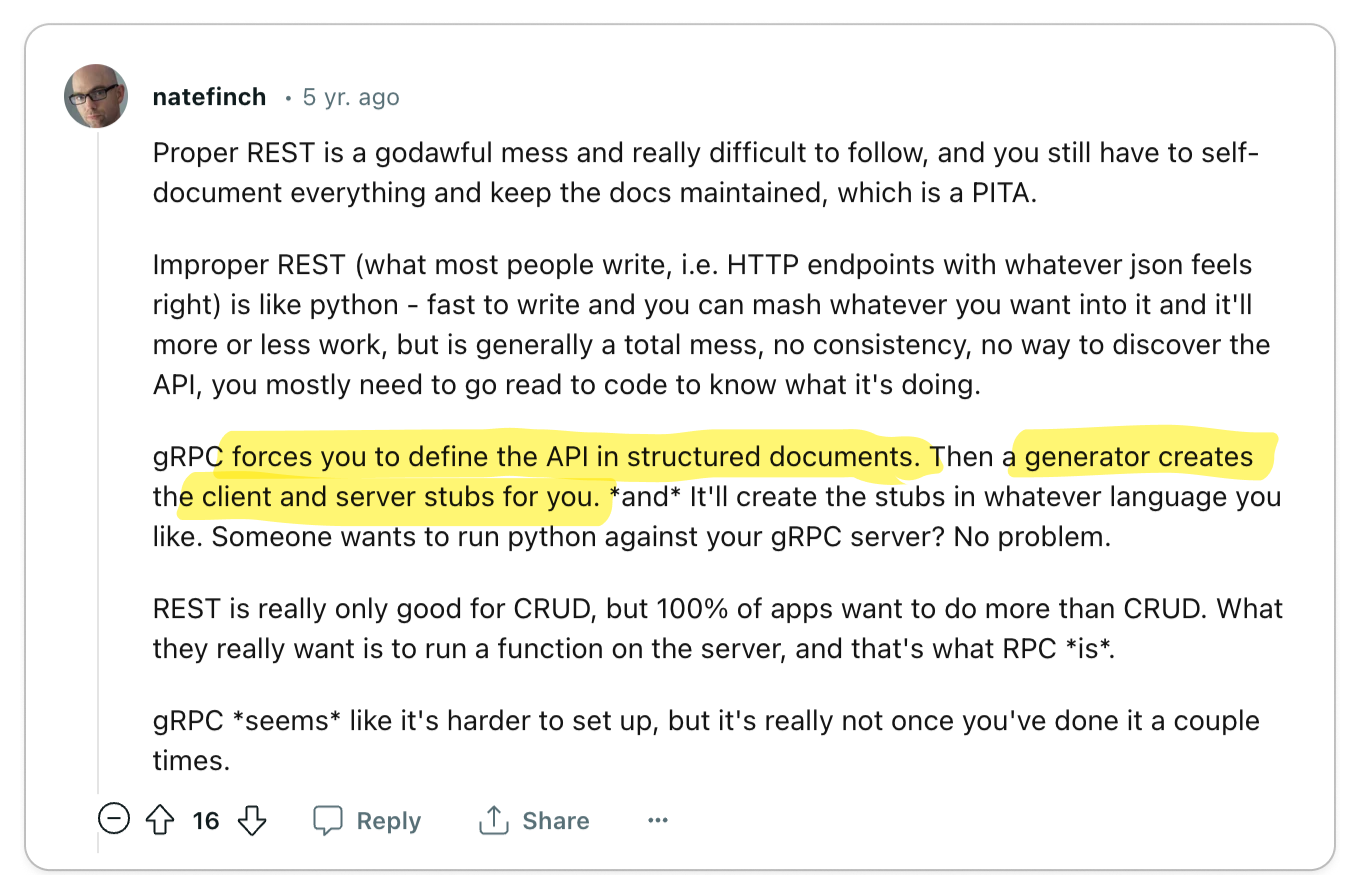 natefinch • 5 yr. ago
Proper REST is a godawful mess and really difficult to follow, and you still have to self-
document everything and keep the docs maintained, which is a PITA.
Improper REST (what most people write, i.e. HTTP endpoints with whatever json feels
right) is like python - fast to write and you can mash whatever you want into it and it'll
more or less work, but is generally a total mess, no consistency, no way to discover the
API, you mostly need to go read to code to know what it's doing.
gRPC forces you to define the API in structured documents. Then a generator creates
the client and server stubs for you. *and* It'll create the stubs in whatever language you
like. Someone wants to run python against your gRPC server? No problem.
REST is really only good for CRUD, but 100% of apps want to do more than CRUD. What
they really want is to run a function on the server, and that's what RPC *is*.
gRPC *seems* like it's harder to set up, but it's really not once you've done it a couple
times.
16 Reply Share ...